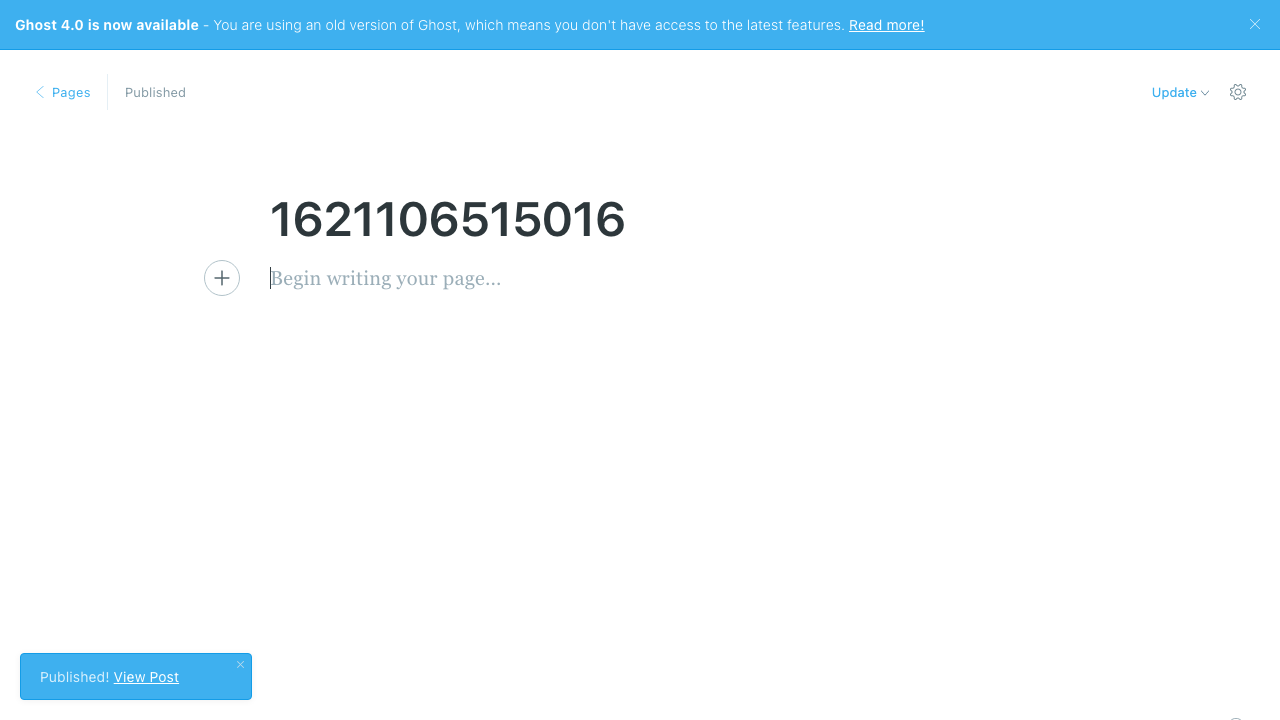 Ghost 4.0 is now available - You are using an old version of Ghost, which means you don't have access to the latest features. Read more!
Pages
Published
Update
1621106515016
Begin writing your page...
Published! View Post